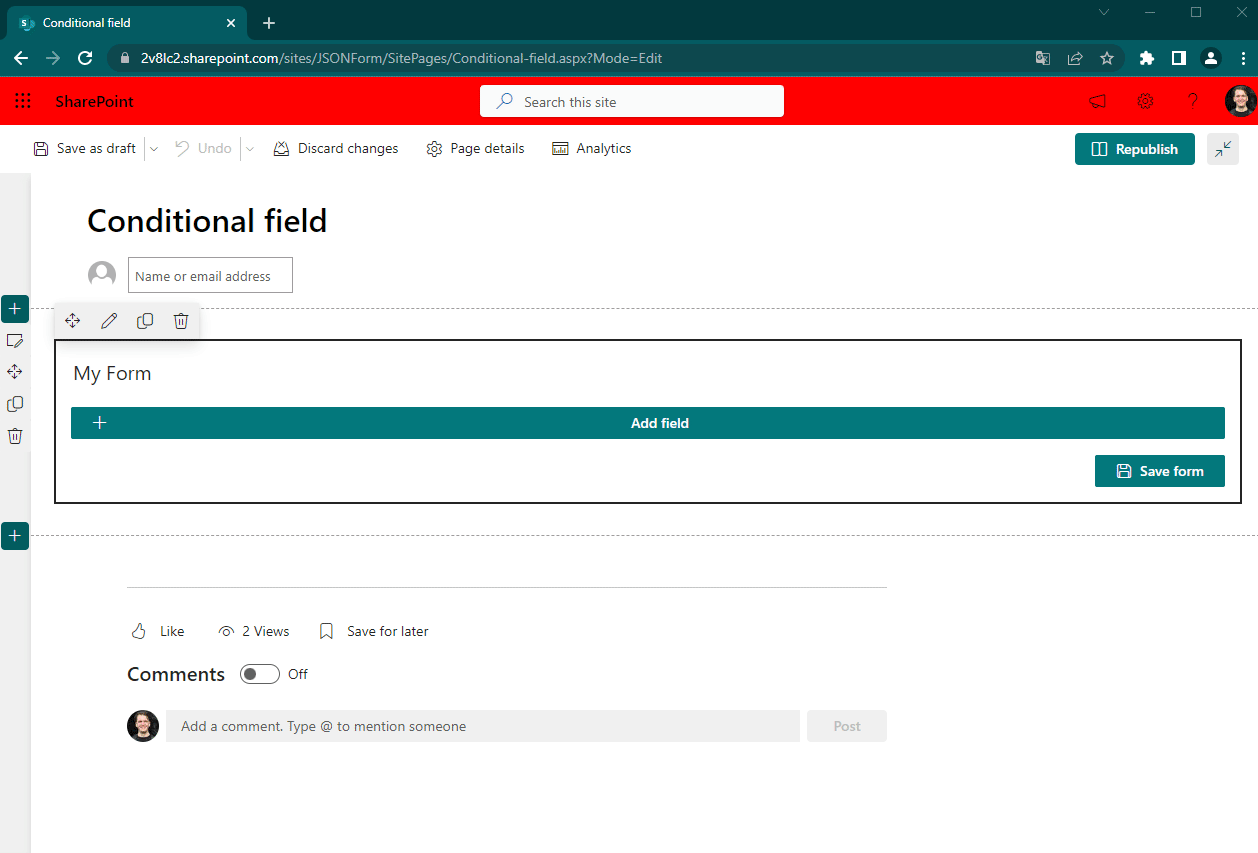 Conditional field
2v8lc2.sharepoint.com/sites/JSONForm/SitePages/Conditional-field.aspx?Mode=Edit
SharePoint
Search this site
Save as draft
Undo
Discard changes
Page details
Analytics
Republish
Conditional field
Name or email address
My Form
Add field
Save form
Like
2 Views
Save for later
Comments
Off
Add a comment. Type @ to mention someone
Post